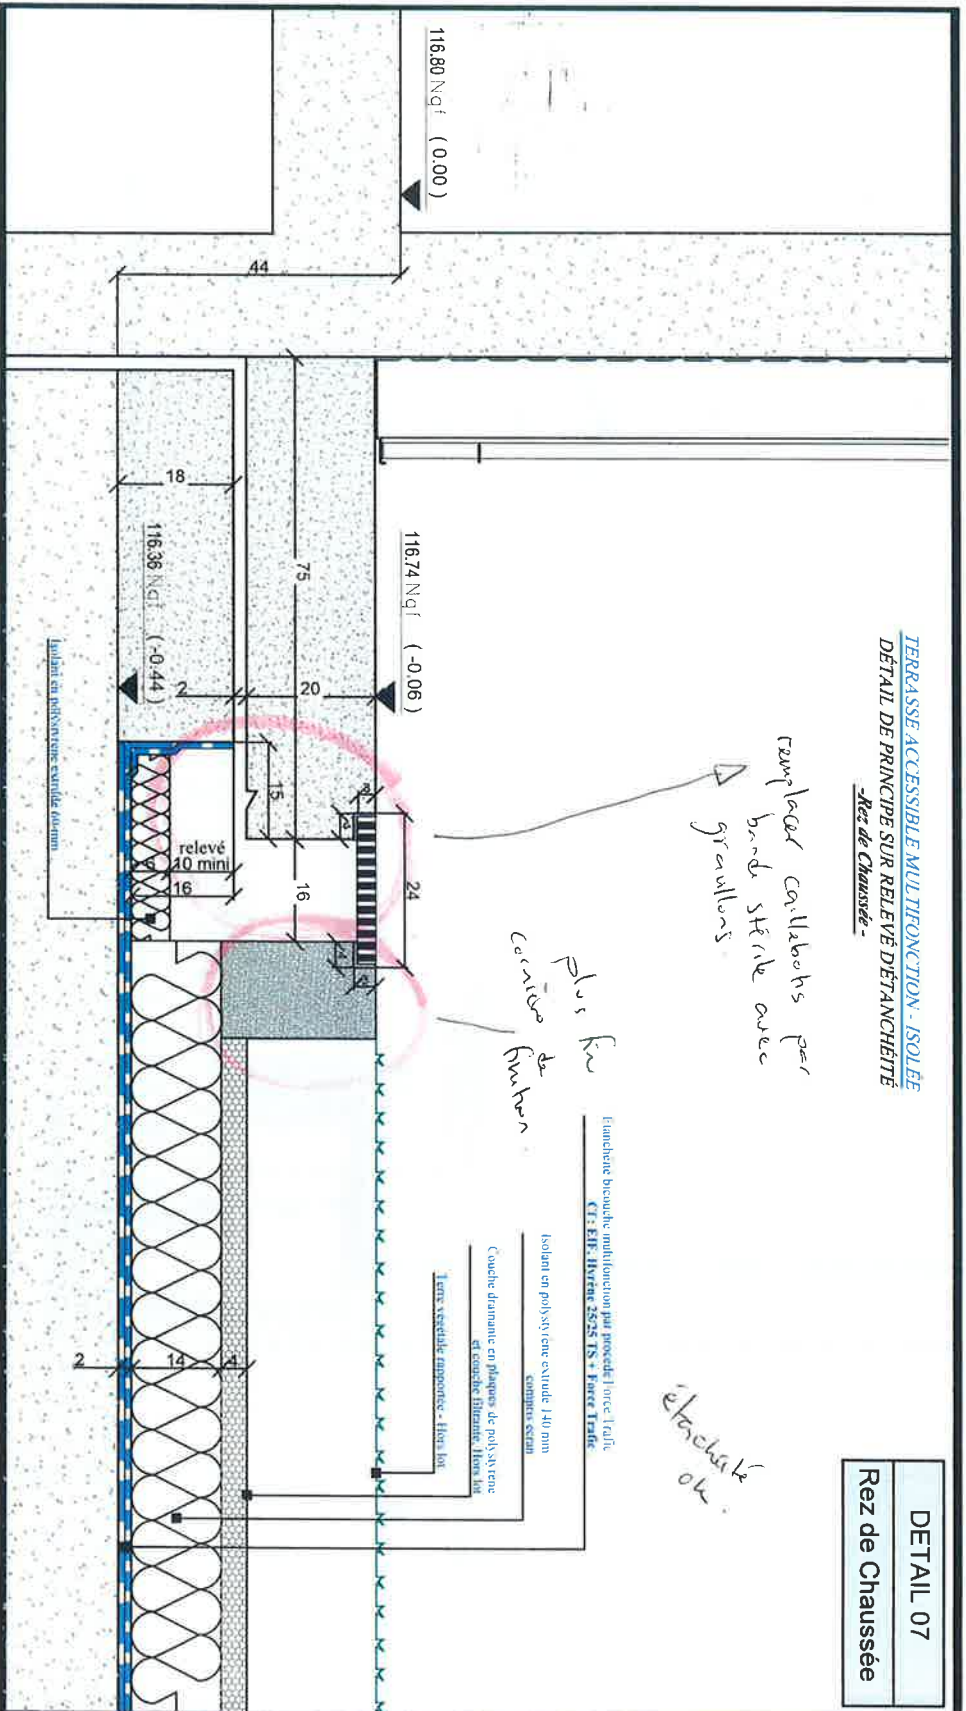 DETAIL 07
Rez de Chaussée
TERRASSE ACCESSIBLE MULTIFONCTION - ISOLÉE
DÉTAIL DE PRINCIPE SUR RELEVÉ D'ÉTANCHÉITÉ
-Rez de Chaussée -
remplacer caillebotis par
bande stérile avec
gravillons
étanchéité
ok.
plus fin
cornière de
finition.
Etanchéité bicouche multifonction par procédé Force Trafic
CT : EIF, Hyrène 25/25 TS + Force Trafic
Isolant en polystyrène extrudé 140 mm
compris écran
Couche drainante en plaques de polystyrène
et couche filtrante, Hors lot
Terre végétale rapportée - Hors lot
116.80 Ngf ( 0.00 )
116.74 Ngf ( -0.06 )
116.36 Ngf ( -0.44 )
44
18
75
2
20
15
24
16
relevé
10 mini
16
2
14
4
Isolant en polystyrène extrudé 60 mm